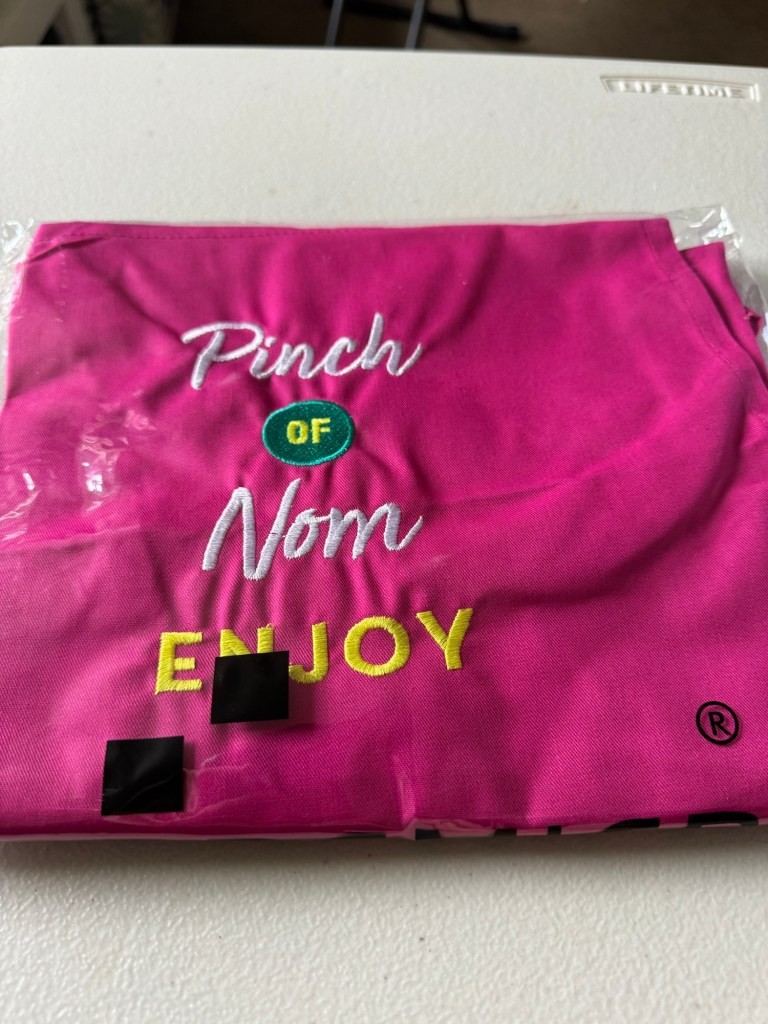 LIFETIME
Pinch
OF
Nom
ENJOY
®